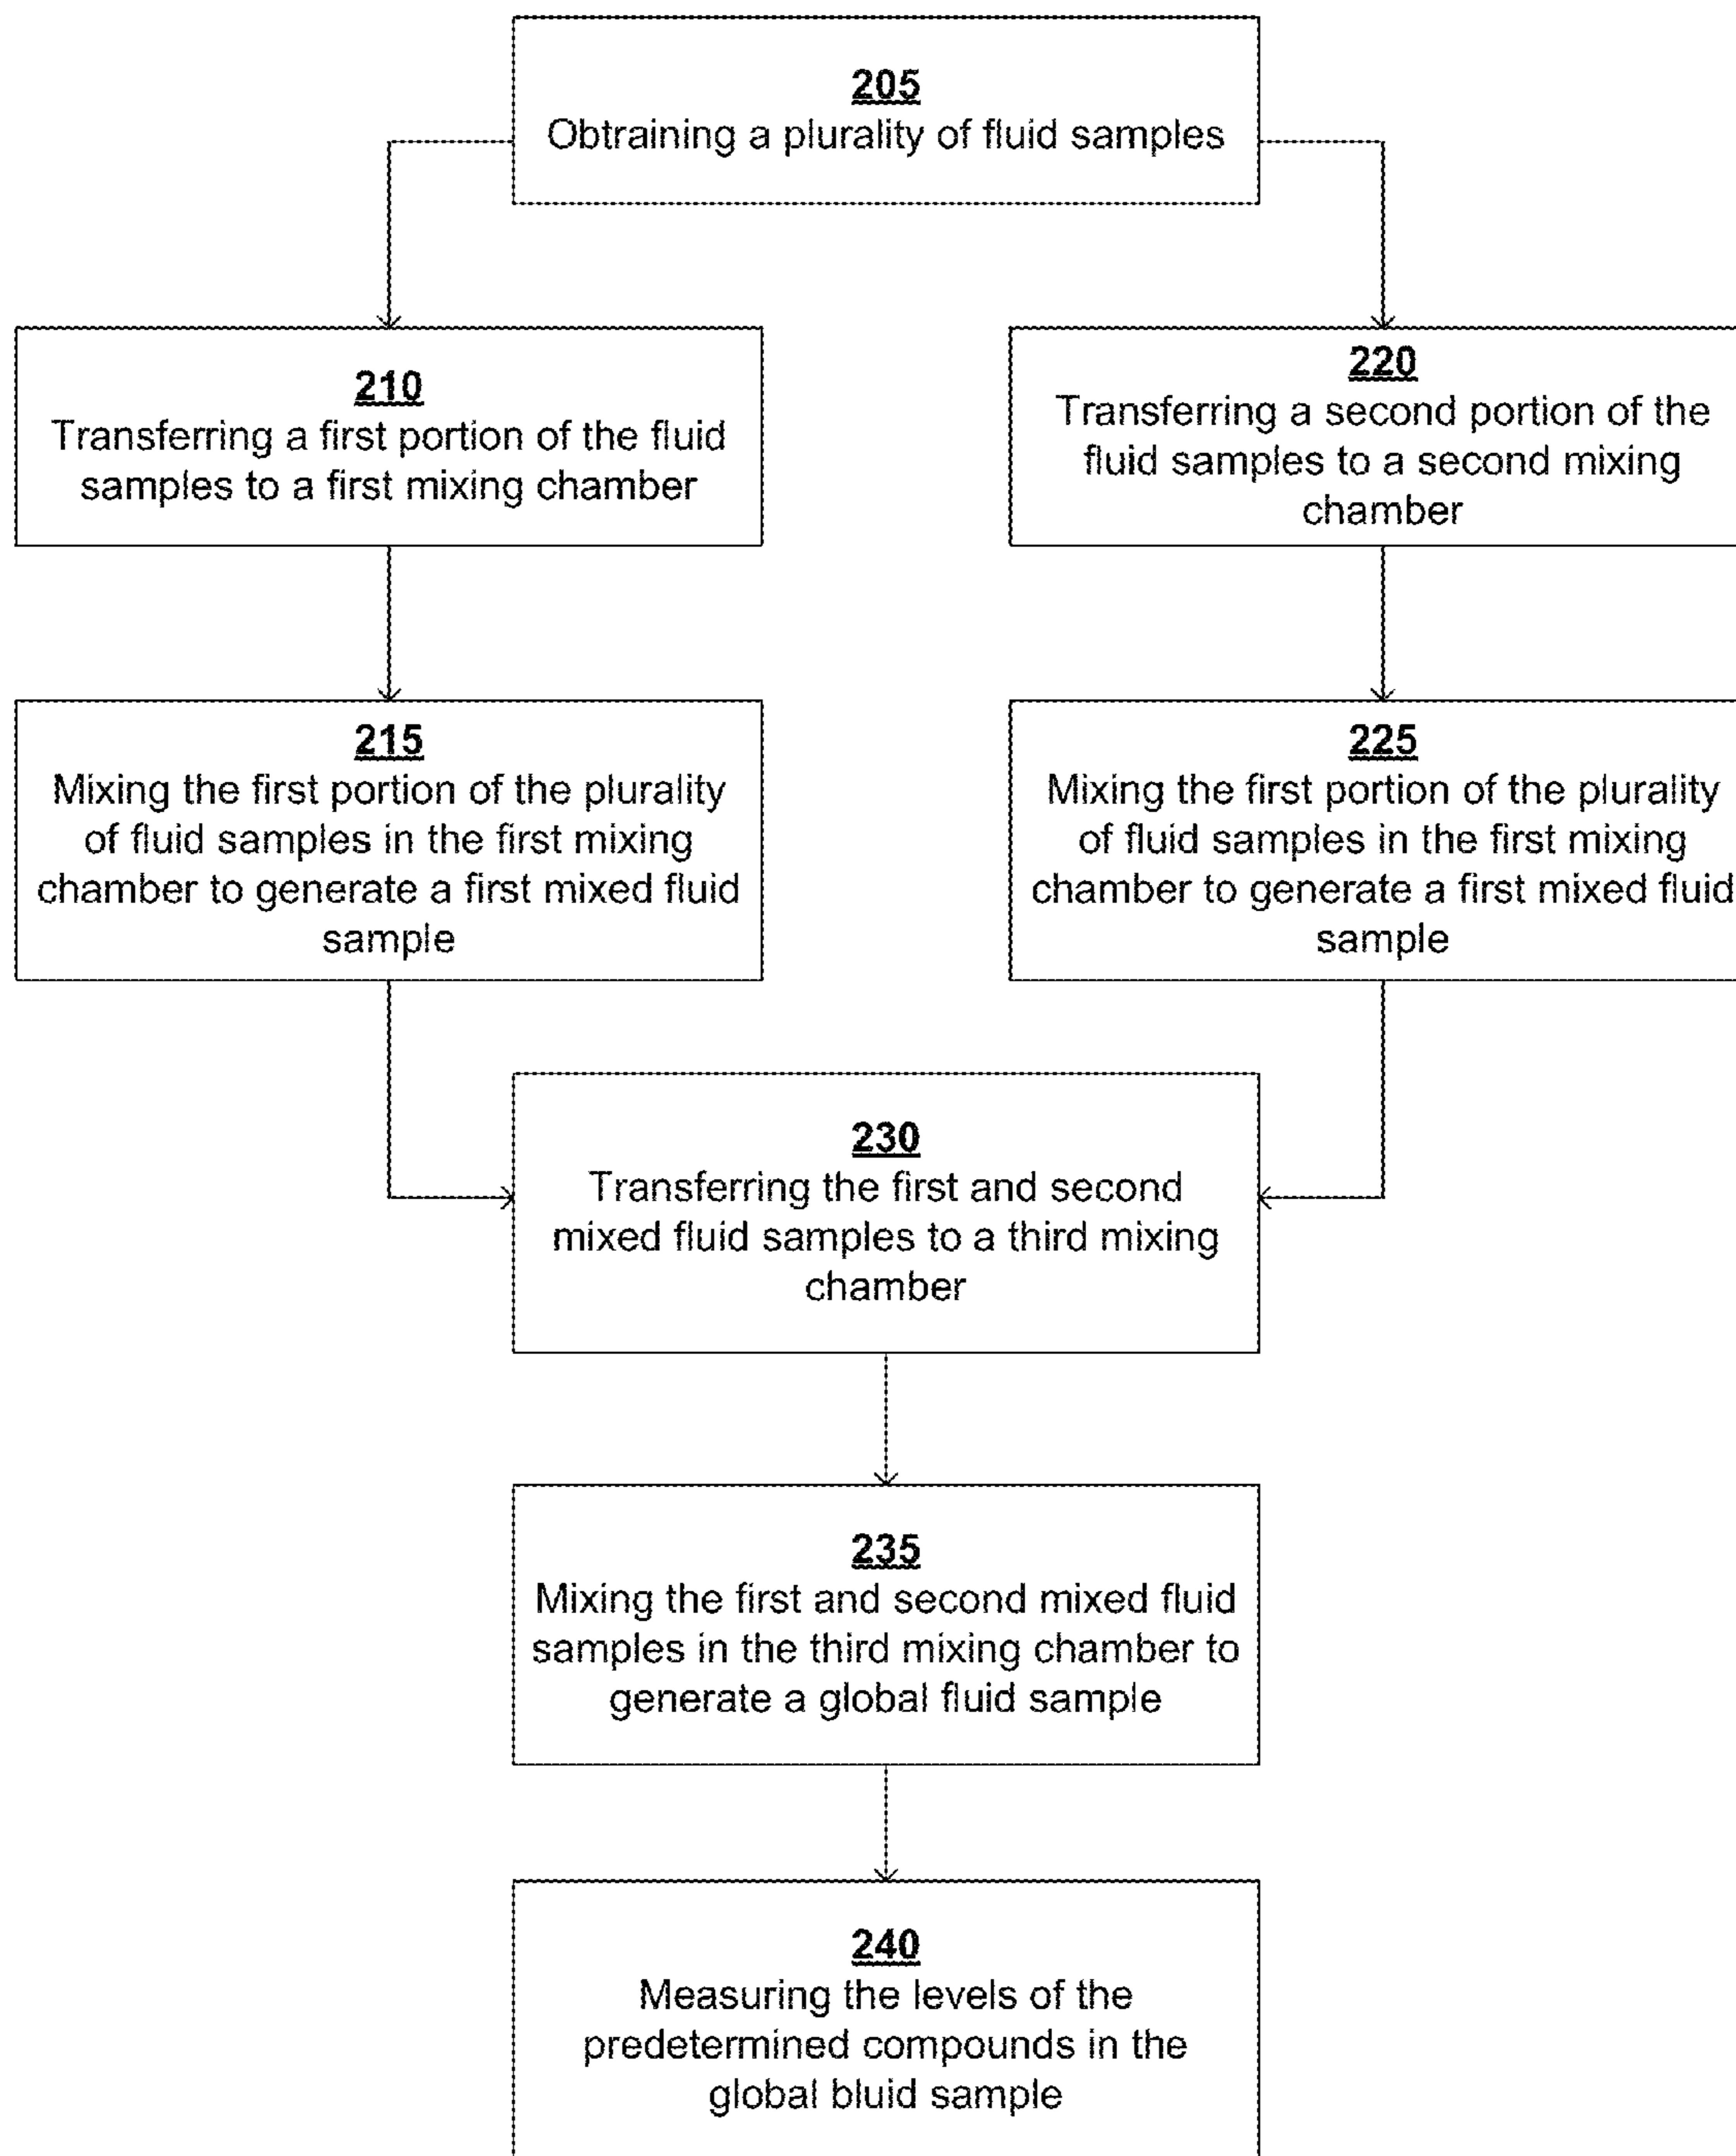 205
Obtraining a plurality of fluid samples
210
Transferring a first portion of the fluid
samples to a first mixing chamber
220
Transferring a second portion of the
fluid samples to a second mixing
chamber
215
Mixing the first portion of the plurality
of fluid samples in the first mixing
chamber to generate a first mixed fluid
sample
225
Mixing the first portion of the plurality
of fluid samples in the first mixing
chamber to generate a first mixed fluid
sample
230
Transferring the first and second
mixed fluid samples to a third mixing
chamber
235
Mixing the first and second mixed fluid
samples in the third mixing chamber to
generate a global fluid sample
240
Measuring the levels of the
predetermined compounds in the
global bluid sample